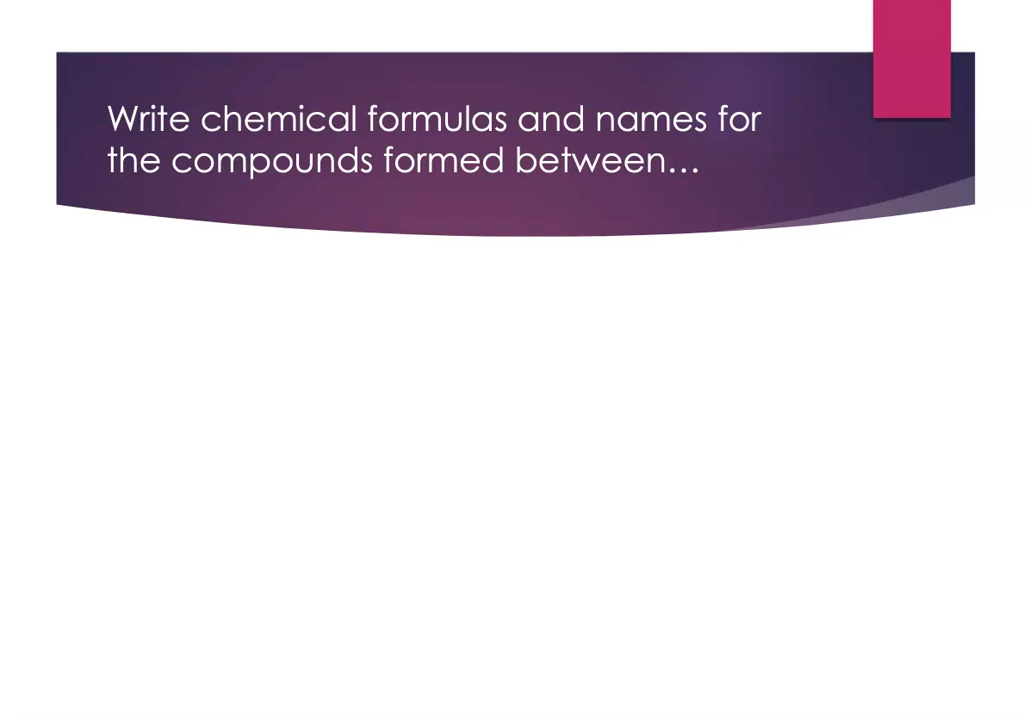 Write chemical formulas and names for
the compounds formed between…